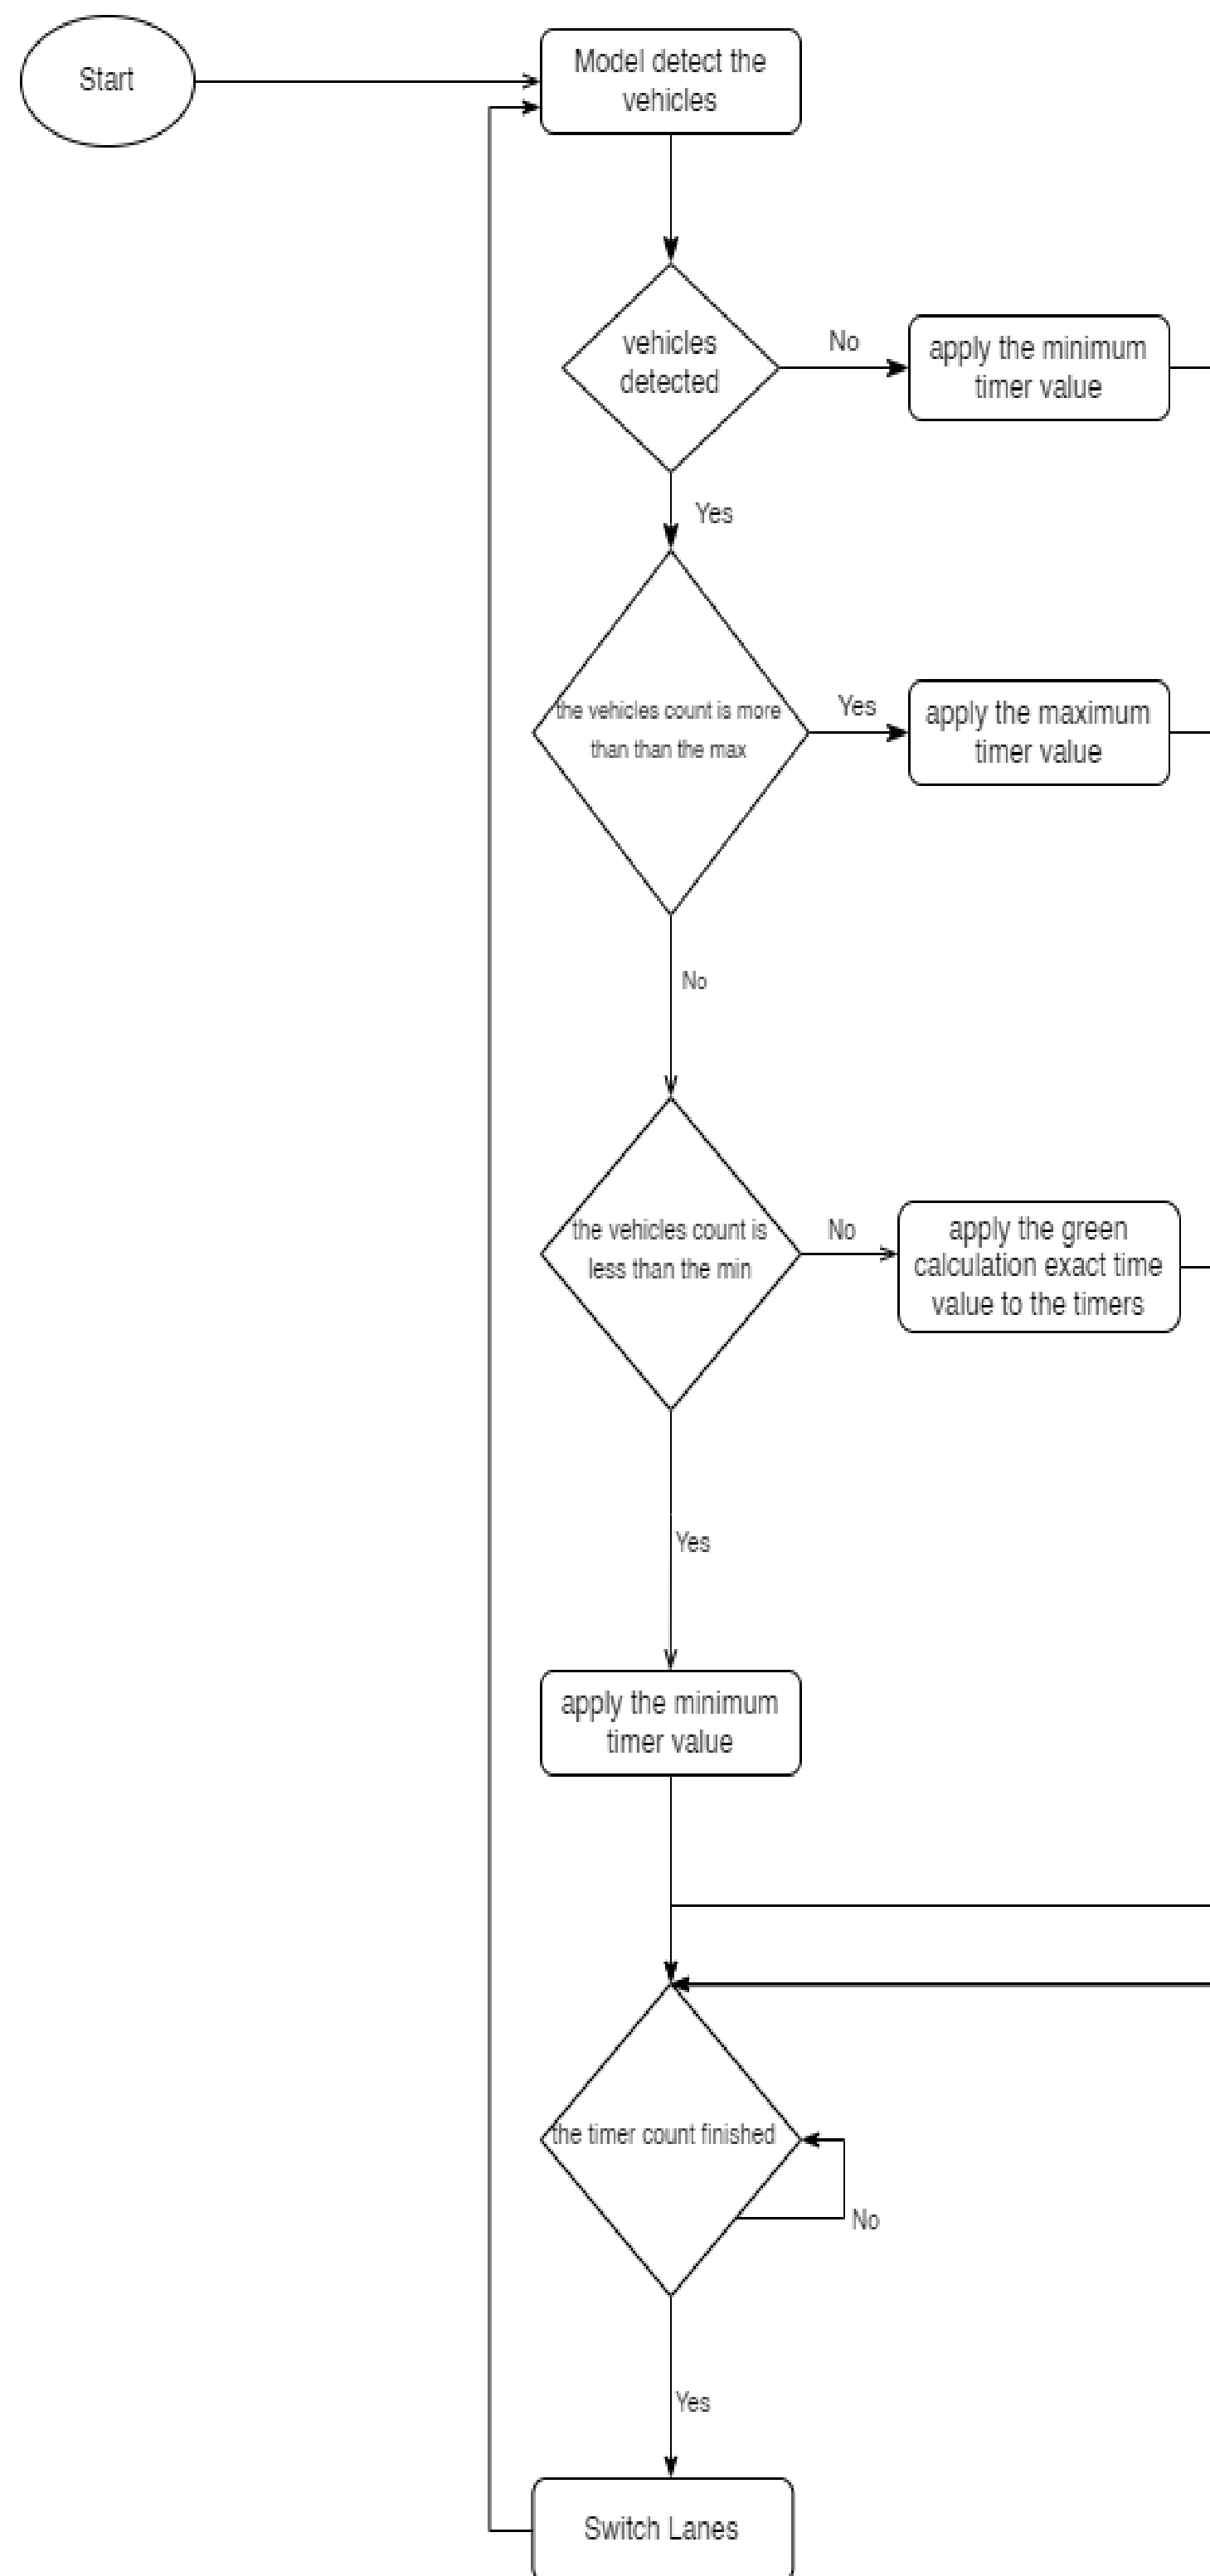 Start
Model detect the
vehicles
vehicles
detected
No
apply the minimum
timer value
Yes
the vehicles count is more
than than the max
Yes
apply the maximum
timer value
No
the vehicles count is
less than the min
No
apply the green
calculation exact time
value to the timers
Yes
apply the minimum
timer value
the timer count finished
No
Yes
Switch Lanes